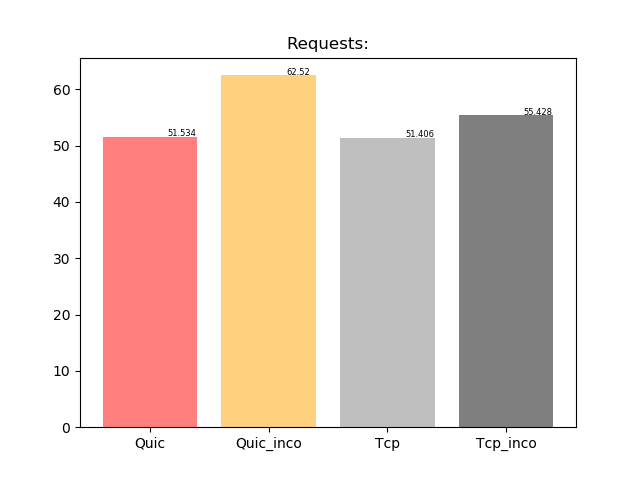 Requests:
62.52
60
55.428
51.534
51.406
50
40
30
20
10
0
Quic
Quic_inco
Tcp
Tcp_inco